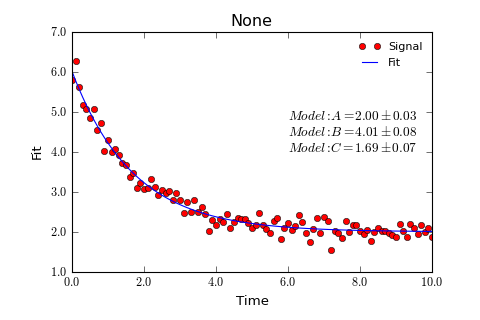 None
7.0
6.0
5.0
4.0
3.0
2.0
1.0
Fit
Signal
Fit
Model:A=2.00±0.03
Model:B=4.01±0.08
Model:C=1.69±0.07
0.0 2.0 4.0 6.0 8.0 10.0
Time